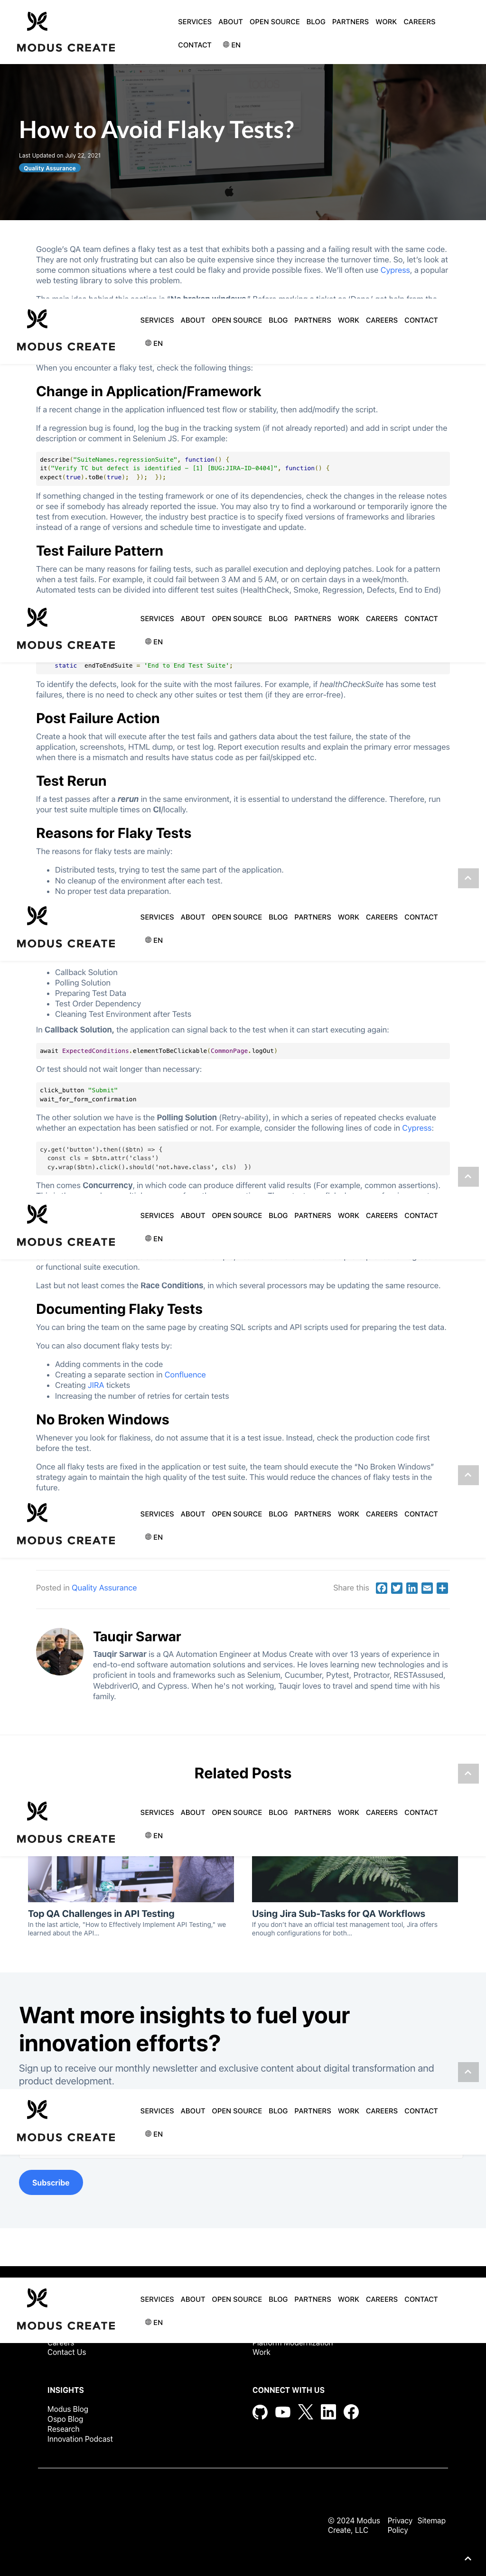 MODUS CREATE
SERVICES ABOUT OPEN SOURCE BLOG PARTNERS WORK CAREERS
CONTACT EN
How to Avoid Flaky Tests?
Last Updated on July 22, 2021
Quality Assurance
Google's QA team defines a flaky test as a test that exhibits both a passing and a failing result with the same code.
They are not only frustrating but can also be quite expensive since they increase the turnover time. So, let's look at
some common situations where a test could be flaky and provide possible fixes. We'll often use Cypress, a popular
web testing library to solve this problem.
SERVICES ABOUT OPEN SOURCE BLOG PARTNERS WORK CAREERS CONTACT
MODUS CREATE
EN
When you encounter a flaky test, check the following things:
Change in Application/Framework
If a recent change in the application influenced test flow or stability, then add/modify the script.
If a regression bug is found, log the bug in the tracking system (if not already reported) and add in script under the
description or comment in Selenium JS. For example:
describe("SuiteNames.regressionSuite", function() {
it("Verify TC but defect is identified – [1] [BUG:JIRA-ID-0404]", function() {
expect(true).toBe(true);  });  });
If something changed in the testing framework or one of its dependencies, check the changes in the release notes
or see if somebody has already reported the issue. You may also try to find a workaround or temporarily ignore the
test from execution. However, the industry best practice is to specify fixed versions of frameworks and libraries
instead of a range of versions and schedule time to investigate and update.
Test Failure Pattern
There can be many reasons for failing tests, such as parallel execution and deploying patches. Look for a pattern
when a test fails. For example, it could fail between 3 AM and 5 AM, or on certain days in a week/month.
Automated tests can be divided into different test suites (HealthCheck, Smoke, Regression, Defects, End to End)
SERVICES ABOUT OPEN SOURCE BLOG PARTNERS WORK CAREERS CONTACT
MODUS CREATE
EN
static  endToEndSuite = 'End to End Test Suite';
To identify the defects, look for the suite with the most failures. For example, if healthCheckSuite has some test
failures, there is no need to check any other suites or test them (if they are error-free).
Post Failure Action
Create a hook that will execute after the test fails and gathers data about the test failure, the state of the
application, screenshots, HTML dump, or test log. Report execution results and explain the primary error messages
when there is a mismatch and results have status code as per fail/skipped etc.
Test Rerun
If a test passes after a rerun in the same environment, it is essential to understand the difference. Therefore, run
your test suite multiple times on CI/locally.
Reasons for Flaky Tests
The reasons for flaky tests are mainly:
• Distributed tests, trying to test the same part of the application.
• No cleanup of the environment after each test.
• No proper test data preparation.
SERVICES ABOUT OPEN SOURCE BLOG PARTNERS WORK CAREERS CONTACT
MODUS CREATE
EN
• Callback Solution
• Polling Solution
• Preparing Test Data
• Test Order Dependency
• Cleaning Test Environment after Tests
In Callback Solution, the application can signal back to the test when it can start executing again:
await ExpectedConditions.elementToBeClickable(CommonPage.logOut)
Or test should not wait longer than necessary:
click_button "Submit"
wait_for_form_confirmation
The other solution we have is the Polling Solution (Retry-ability), in which a series of repeated checks evaluate
whether an expectation has been satisfied or not. For example, consider the following lines of code in Cypress:
cy.get('button').then(($btn) => {
const cls = $btn.attr('class')
cy.wrap($btn).click().should('not.have.class', cls)  })
Then comes Concurrency, in which code can produce different valid results (For example, common assertions).
SERVICES ABOUT OPEN SOURCE BLOG PARTNERS WORK CAREERS CONTACT
MODUS CREATE
EN
or functional suite execution.
Last but not least comes the Race Conditions, in which several processors may be updating the same resource.
Documenting Flaky Tests
You can bring the team on the same page by creating SQL scripts and API scripts used for preparing the test data.
You can also document flaky tests by:
• Adding comments in the code
• Creating a separate section in Confluence
• Creating JIRA tickets
• Increasing the number of retries for certain tests
No Broken Windows
Whenever you look for flakiness, do not assume that it is a test issue. Instead, check the production code first
before the test.
Once all flaky tests are fixed in the application or test suite, the team should execute the "No Broken Windows"
strategy again to maintain the high quality of the test suite. This would reduce the chances of flaky tests in the
future.
SERVICES ABOUT OPEN SOURCE BLOG PARTNERS WORK CAREERS CONTACT
MODUS CREATE
EN
Posted in Quality Assurance
Share this
Tauqir Sarwar
Tauqir Sarwar is a QA Automation Engineer at Modus Create with over 13 years of experience in
end-to-end software automation solutions and services. He loves learning new technologies and is
proficient in tools and frameworks such as Selenium, Cucumber, Pytest, Protractor, RESTAssused,
WebdriverIO, and Cypress. When he's not working, Tauqir loves to travel and spend time with his
family.
Related Posts
SERVICES ABOUT OPEN SOURCE BLOG PARTNERS WORK CAREERS CONTACT
MODUS CREATE
EN
Top QA Challenges in API Testing
In the last article, "How to Effectively Implement API Testing," we
learned about the API...
Using Jira Sub-Tasks for QA Workflows
If you don't have an official test management tool, Jira offers
enough configurations for both...
Want more insights to fuel your
innovation efforts?
Sign up to receive our monthly newsletter and exclusive content about digital transformation and
product development.
SERVICES ABOUT OPEN SOURCE BLOG PARTNERS WORK CAREERS CONTACT
MODUS CREATE
EN
Subscribe
SERVICES ABOUT OPEN SOURCE BLOG PARTNERS WORK CAREERS CONTACT
MODUS CREATE
EN
Careers
Contact Us
Platform Modernization
Work
INSIGHTS
Modus Blog
Ospo Blog
Research
Innovation Podcast
CONNECT WITH US
© 2024 Modus
Create, LLC
Privacy
Policy
Sitemap